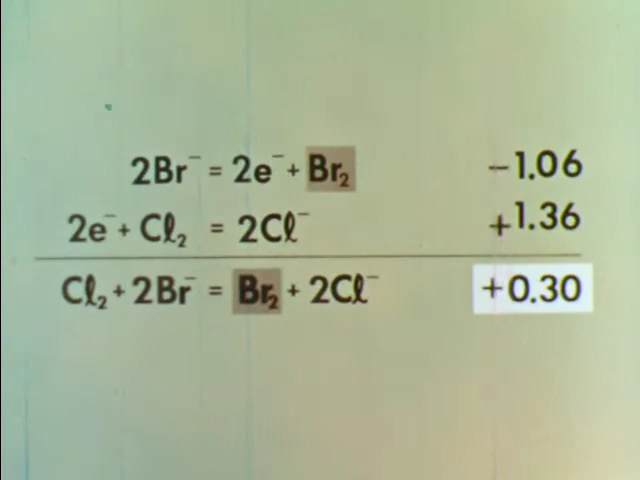 2Br⁻ = 2e⁻ + Br₂ −1.06
2e⁻ + Cl₂ = 2Cl⁻ +1.36
Cl₂ + 2Br⁻ = Br₂ + 2Cl⁻ +0.30